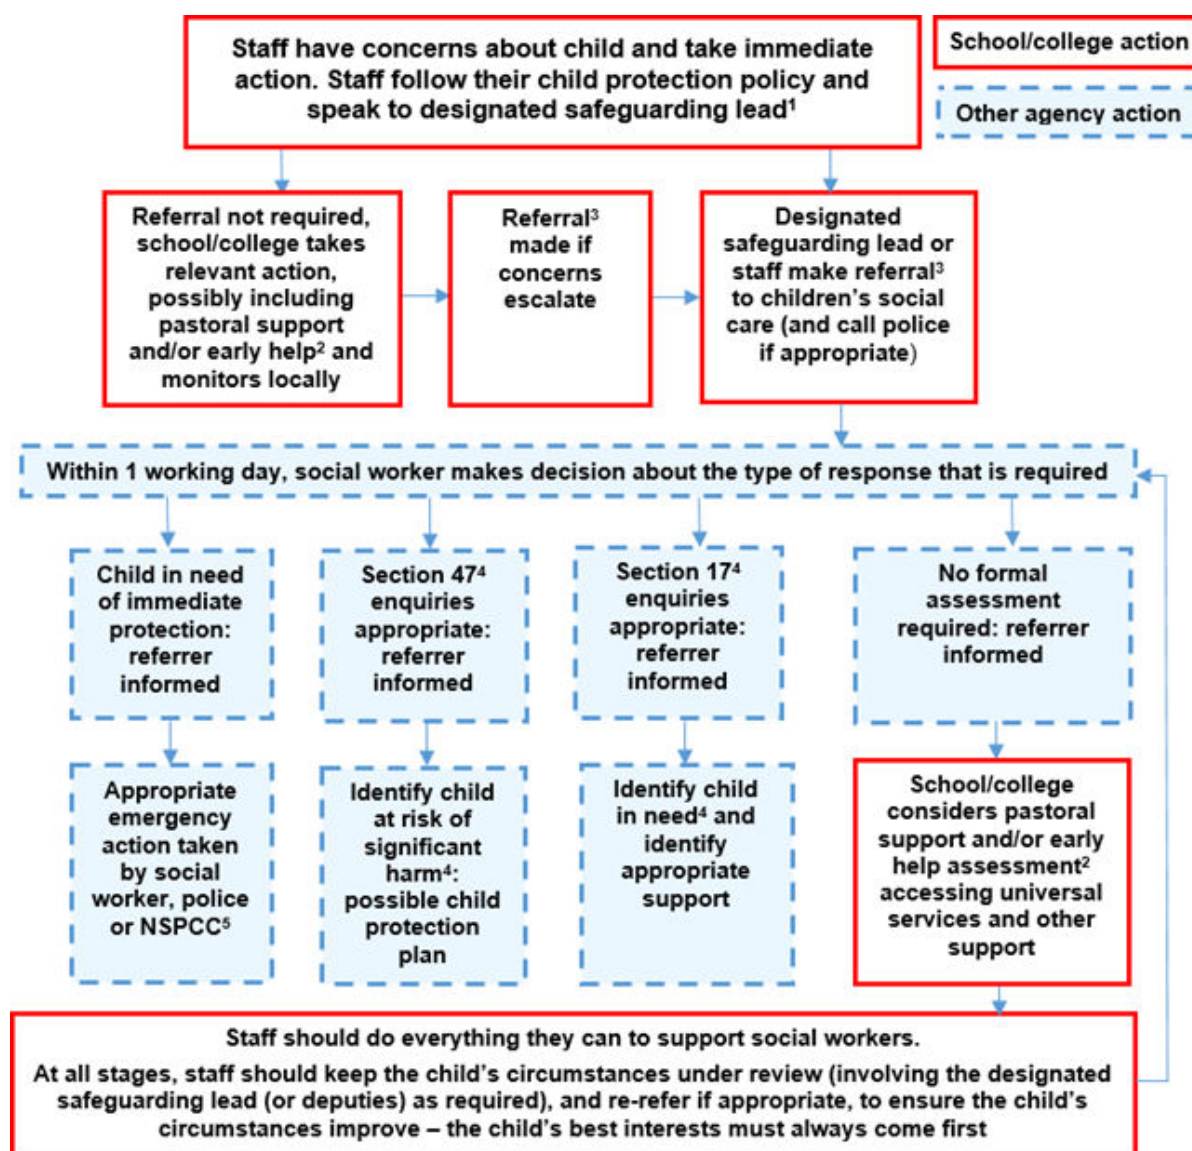 Staff have concerns about child and take immediate
action. Staff follow their child protection policy and
speak to designated safeguarding lead¹
School/college action
Other agency action
Referral not required,
school/college takes
relevant action,
possibly including
pastoral support
and/or early help² and
monitors locally
Referral³
made if
concerns
escalate
Designated
safeguarding lead or
staff make referral³
to children's social
care (and call police
if appropriate)
Within 1 working day, social worker makes decision about the type of response that is required
Child in need
of immediate
protection:
referrer
informed
Section 47⁴
enquiries
appropriate:
referrer
informed
Section 17⁴
enquiries
appropriate:
referrer
informed
No formal
assessment
required: referrer
informed
Appropriate
emergency
action taken
by social
worker, police
or NSPCC⁵
Identify child
at risk of
significant
harm⁴:
possible child
protection
plan
Identify child
in need⁴ and
identify
appropriate
support
School/college
considers pastoral
support and/or early
help assessment²
accessing universal
services and other
support
Staff should do everything they can to support social workers.
At all stages, staff should keep the child's circumstances under review (involving the designated
safeguarding lead (or deputies) as required), and re-refer if appropriate, to ensure the child's
circumstances improve – the child's best interests must always come first